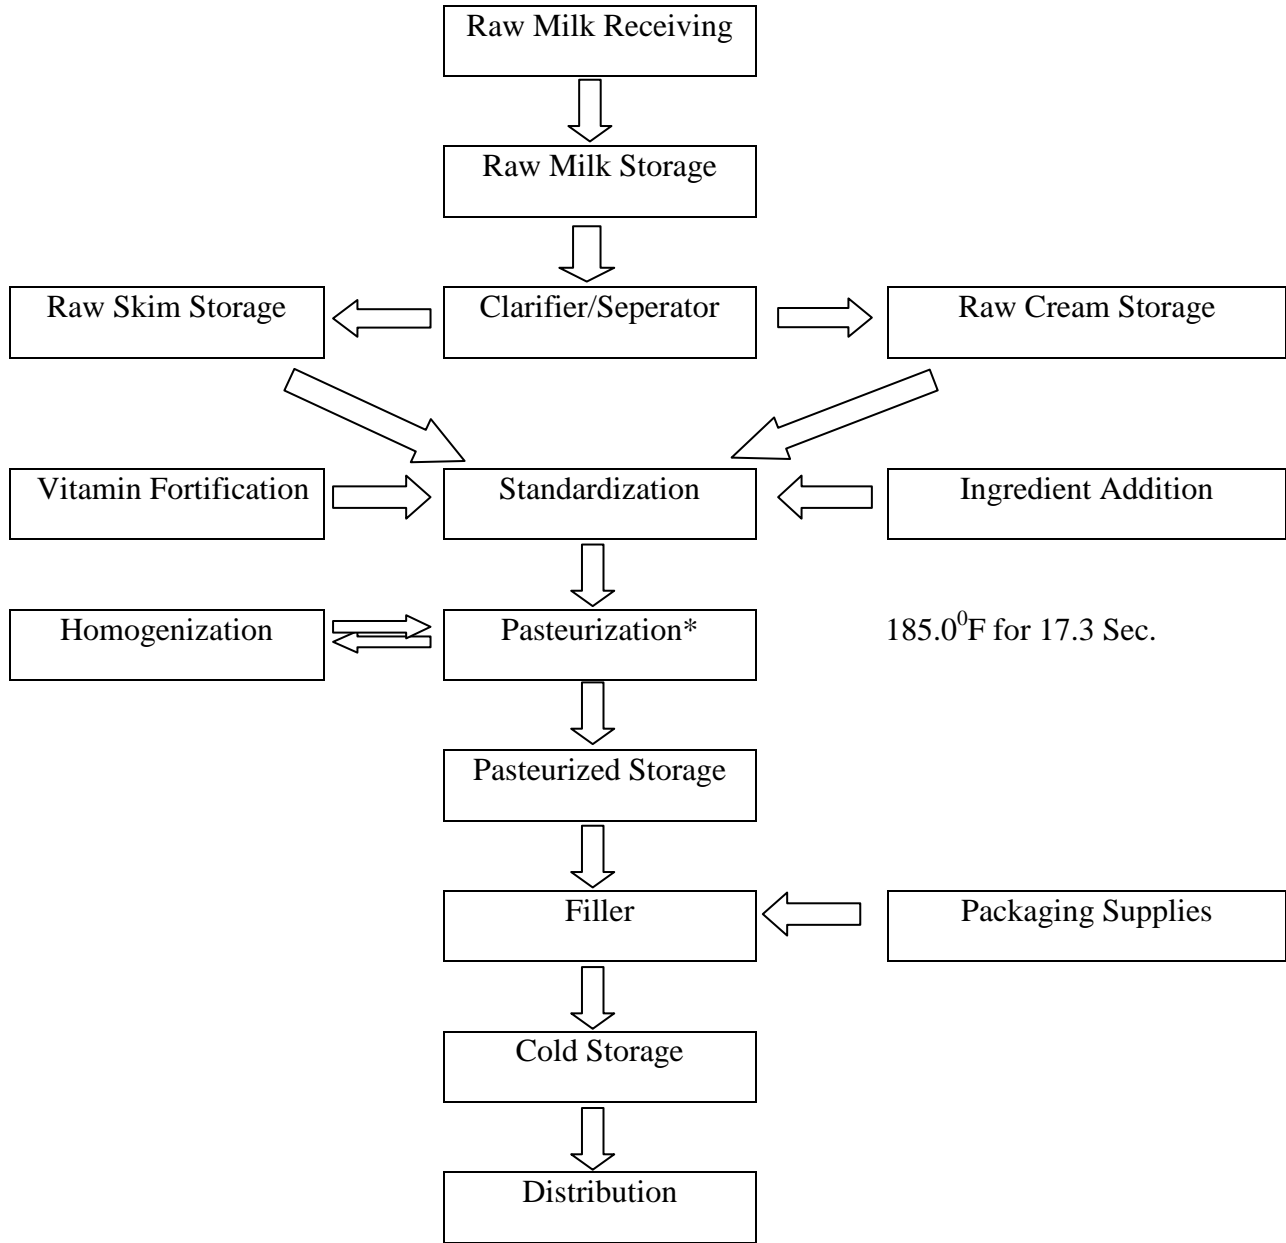 Raw Milk Receiving
Raw Milk Storage
Raw Skim Storage
Clarifier/Seperator
Raw Cream Storage
Vitamin Fortification
Standardization
Ingredient Addition
Homogenization
Pasteurization*
185.0⁰F for 17.3 Sec.
Pasteurized Storage
Filler
Packaging Supplies
Cold Storage
Distribution